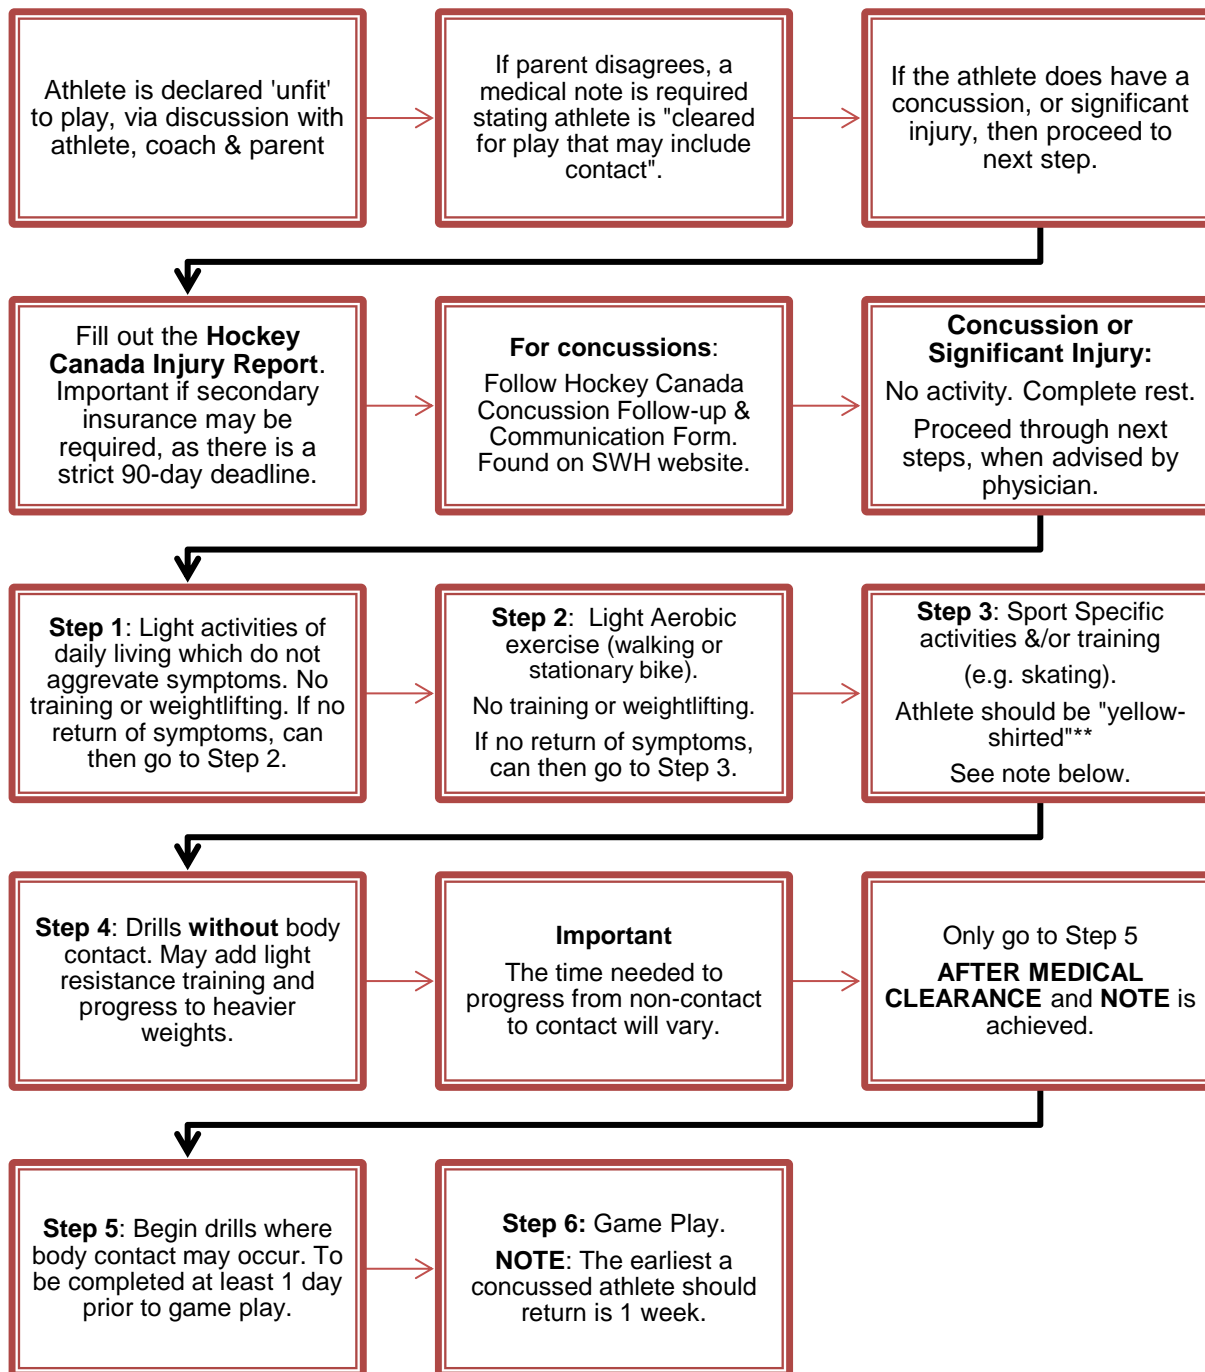 Athlete is declared 'unfit'
to play, via discussion with
athlete, coach & parent
If parent disagrees, a
medical note is required
stating athlete is "cleared
for play that may include
contact".
If the athlete does have a
concussion, or significant
injury, then proceed to
next step.
Fill out the Hockey
Canada Injury Report.
Important if secondary
insurance may be
required, as there is a
strict 90-day deadline.
For concussions:
Follow Hockey Canada
Concussion Follow-up &
Communication Form.
Found on SWH website.
Concussion or
Significant Injury:
No activity. Complete rest.
Proceed through next
steps, when advised by
physician.
Step 1: Light activities of
daily living which do not
aggrevate symptoms. No
training or weightlifting. If no
return of symptoms, can
then go to Step 2.
Step 2: Light Aerobic
exercise (walking or
stationary bike).
No training or weightlifting.
If no return of symptoms,
can then go to Step 3.
Step 3: Sport Specific
activities &/or training
(e.g. skating).
Athlete should be "yellow-
shirted"**
See note below.
Step 4: Drills without body
contact. May add light
resistance training and
progress to heavier
weights.
Important
The time needed to
progress from non-contact
to contact will vary.
Only go to Step 5
AFTER MEDICAL
CLEARANCE and NOTE is
achieved.
Step 5: Begin drills where
body contact may occur. To
be completed at least 1 day
prior to game play.
Step 6: Game Play.
NOTE: The earliest a
concussed athlete should
return is 1 week.